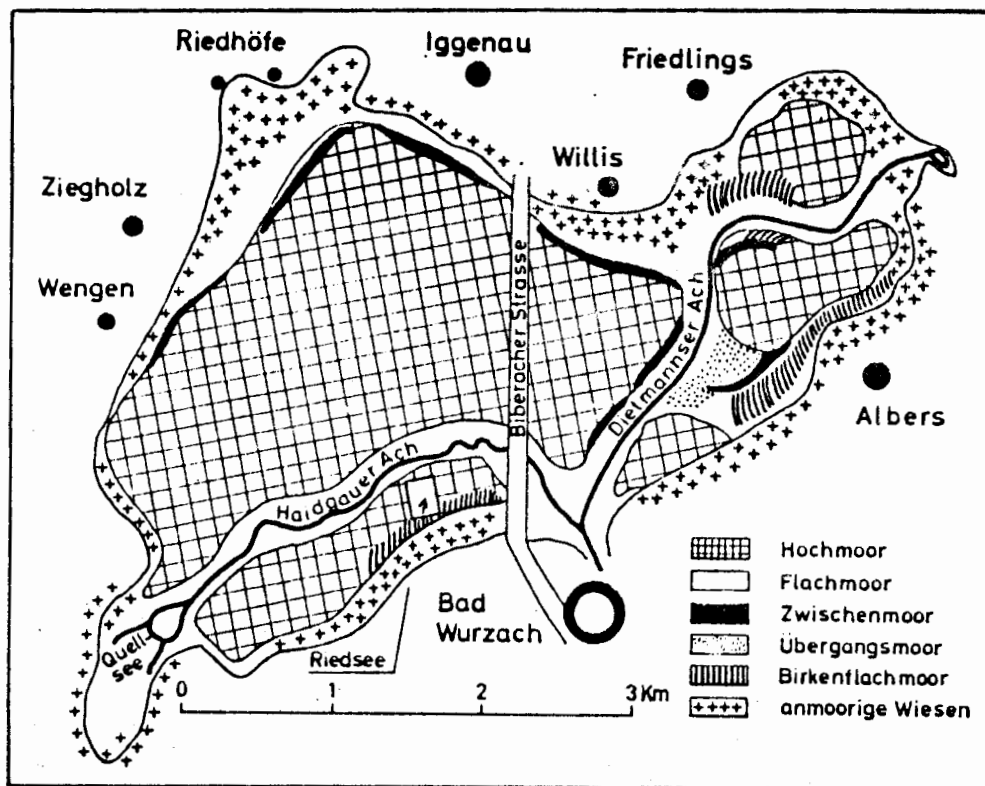 Riedhöfe
Iggenau
Friedlings
Willis
Ziegholz
Wengen
Biberacher Strasse
Dietmannser Ach
Albers
Haidgauer Ach
Quell-
see
Bad
Wurzach
Riedsee
Hochmoor
Flachmoor
Zwischenmoor
Übergangsmoor
Birkenflachmoor
anmoorige Wiesen
0 1 2 3 Km